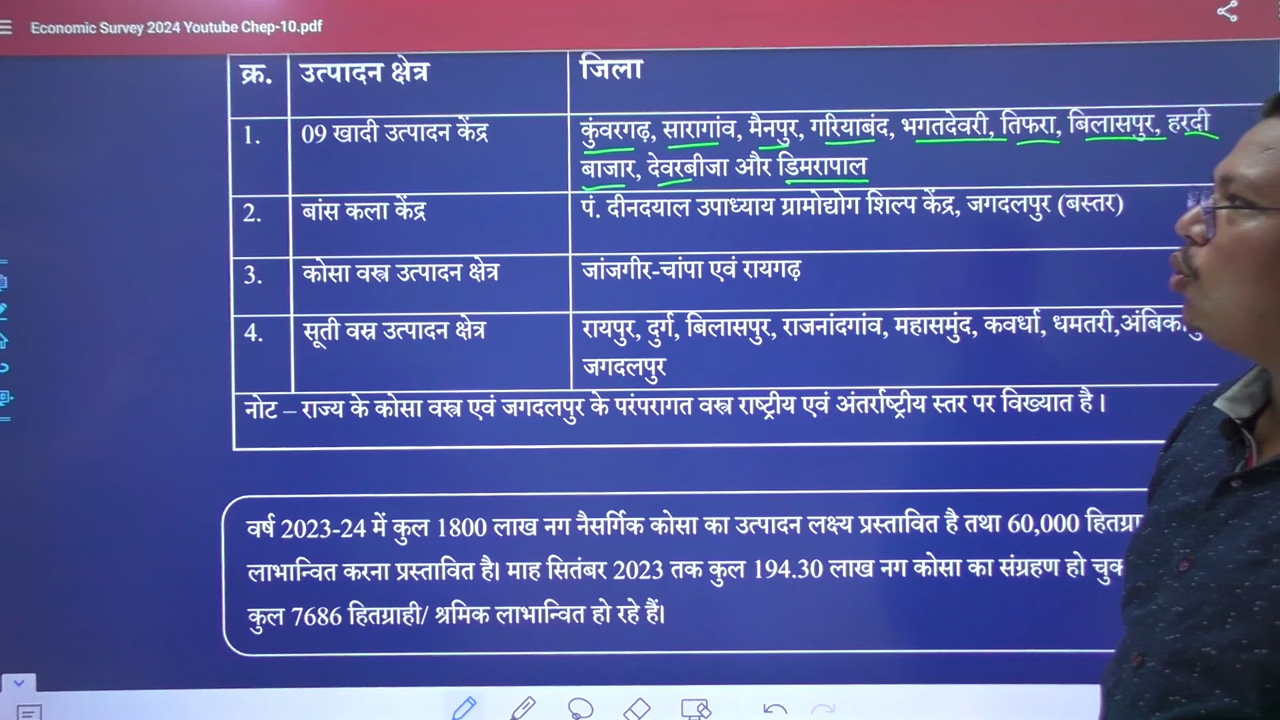 Economic Survey 2024 Youtube Chep-10.pdf
क्र. उत्पादन क्षेत्र जिला
1. 09 खादी उत्पादन केंद्र कुंवरगढ़, सारागांव, मैनपुर, गरियाबंद, भगतदेवरी, तिफरा, बिलासपुर, हरदी
बाजार, देवरबीजा और डिमरापाल
2. बांस कला केंद्र पं. दीनदयाल उपाध्याय ग्रामोद्योग शिल्प केंद्र, जगदलपुर (बस्तर)
3. कोसा वस्त्र उत्पादन क्षेत्र जांजगीर-चांपा एवं रायगढ़
4. सूती वस्त्र उत्पादन क्षेत्र रायपुर, दुर्ग, बिलासपुर, राजनांदगांव, महासमुंद, कवर्धा, धमतरी,
जगदलपुर
नोट – राज्य के कोसा वस्त्र एवं जगदलपुर के परंपरागत वस्त्र राष्ट्रीय एवं अंतर्राष्ट्रीय स्तर पर विख्यात है।
वर्ष 2023-24 में कुल 1800 लाख नग नैसर्गिक कोसा का उत्पादन लक्ष्य प्रस्तावित है तथा 60,000
लाभान्वित करना प्रस्तावित है। माह सितंबर 2023 तक कुल 194.30 लाख नग कोसा का संग्रहण हो
कुल 7686 हितग्राही/ श्रमिक लाभान्वित हो रहे हैं।